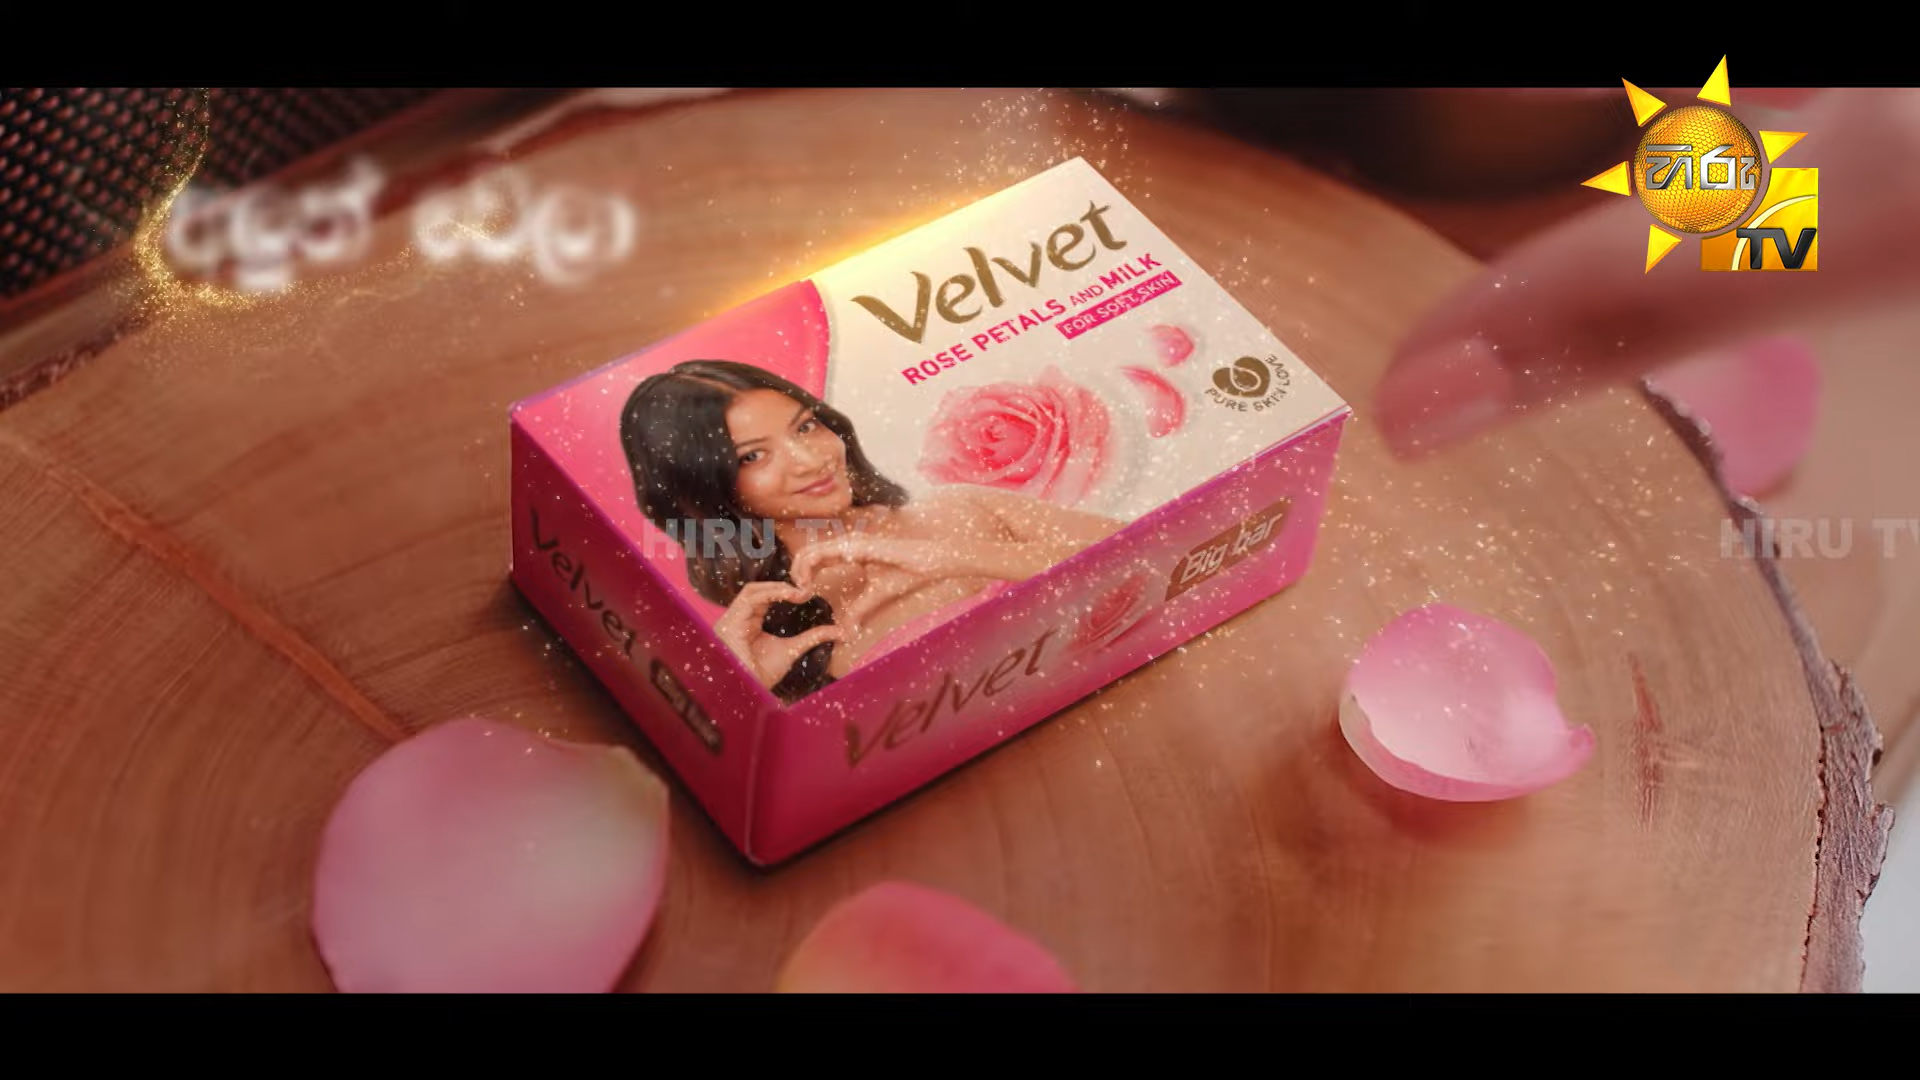 හිරු
TV
Velvet
ROSE PETALS AND MILK
FOR SOFT SKIN
PURE SKIN LOVE
HIRU TV
HIRU TV
Big bar
Velvet
Velvet